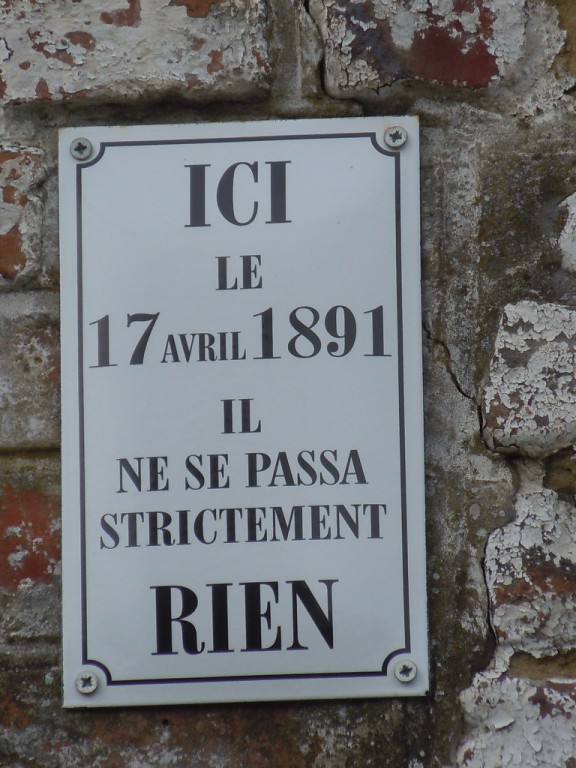 ICI
LE
17 AVRIL 1891
IL
NE SE PASSA
STRICTEMENT
RIEN